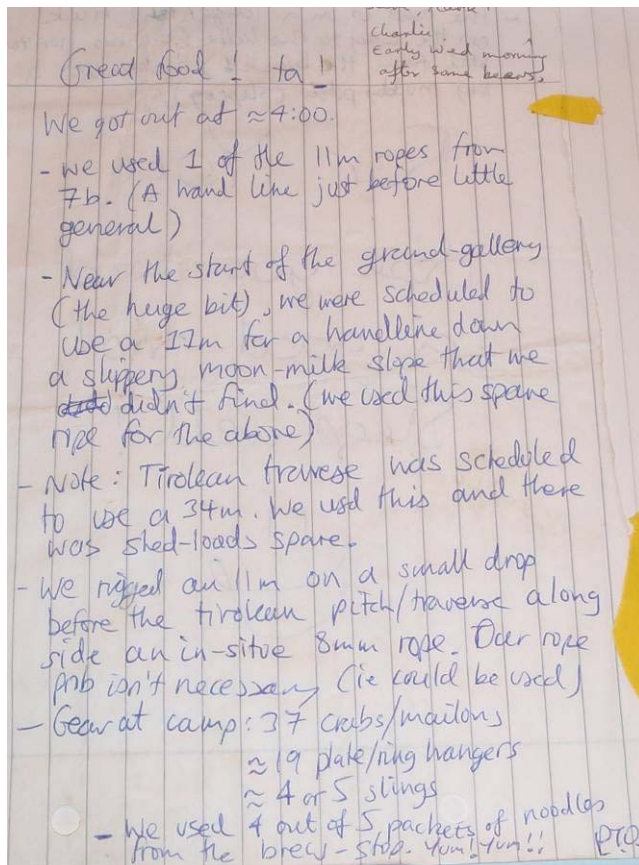 charlie
Early Wed morning
after some beers.
Great food! ta!
We got out at ≈4:00.
- we used 1 of the 11m ropes from
7b. (A hand line just before little
general)
- Near the start of the grand-gallery
(the huge bit), we were scheduled to
use a 17m for a handline down
a slippery moon-milk slope that we
didn't find. (we used this spare
for the above)
- Note: Tirolean traverse was scheduled
to use a 34m. We usd this and there
was shed-loads spare.
- We rigged an 11m on a small drop
before the tirolean pitch/traverse along
side an in-situe 8mm rope. Our rope
prob isn't necessary (ie could be used)
- Gear at camp: 37 crabs/mailons
≈ 19 plate/ring hangers
≈ 4 or 5 slings
- We used 4 out of 5 packets of noodles
from the brew-stop. Yum! Yum!!
PTO